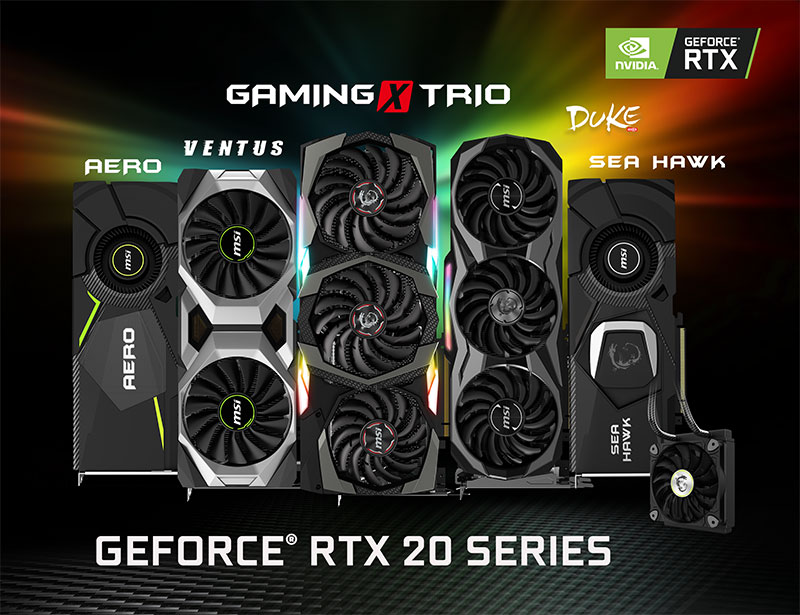 NVIDIA.
GEFORCE®
RTX
GAMING X TRIO
DUKE
VENTUS
AERO
SEA HAWK
msi
msi
msi
msi
msi
AERO
msi
msi
SEA
HAWK
GEFORCE® RTX 20 SERIES